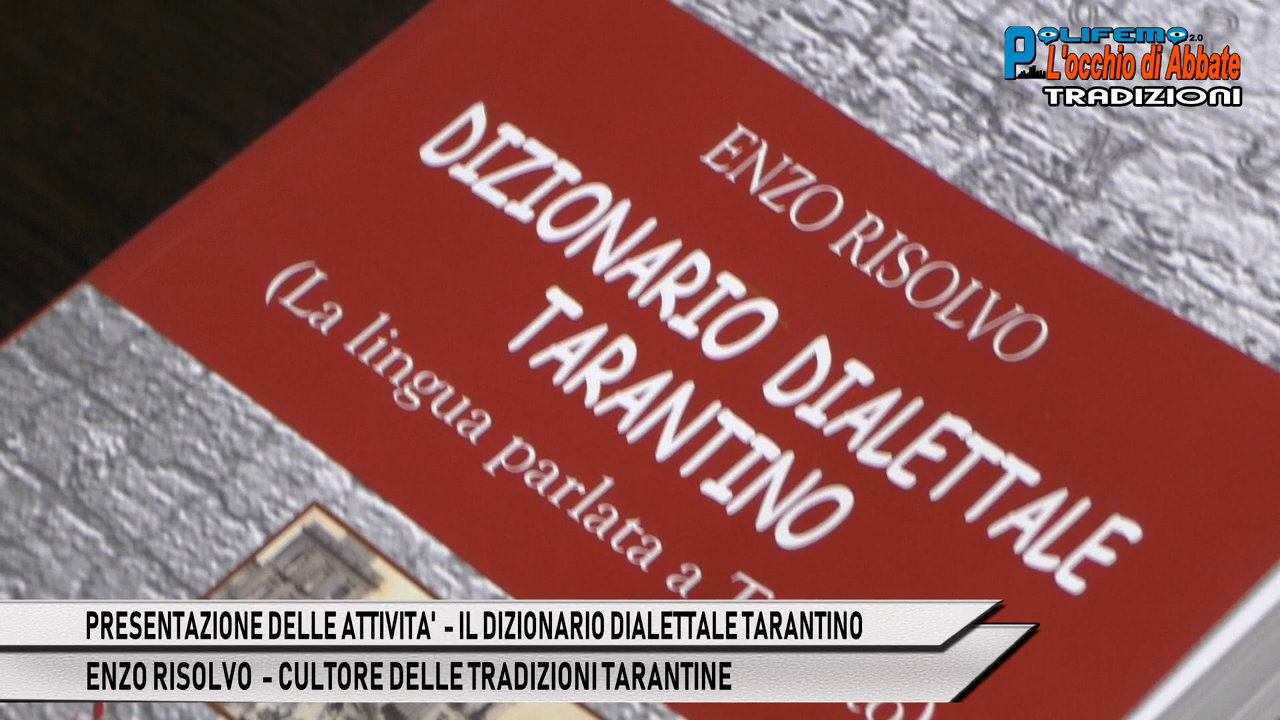 POLIFEMO 2.0
L'occhio di Abbate
TRADIZIONI
ENZO RISOLVO
DIZIONARIO DIALETTALE
TARANTINO
(La lingua parlata a
PRESENTAZIONE DELLE ATTIVITA' - IL DIZIONARIO DIALETTALE TARANTINO
ENZO RISOLVO - CULTORE DELLE TRADIZIONI TARANTINE